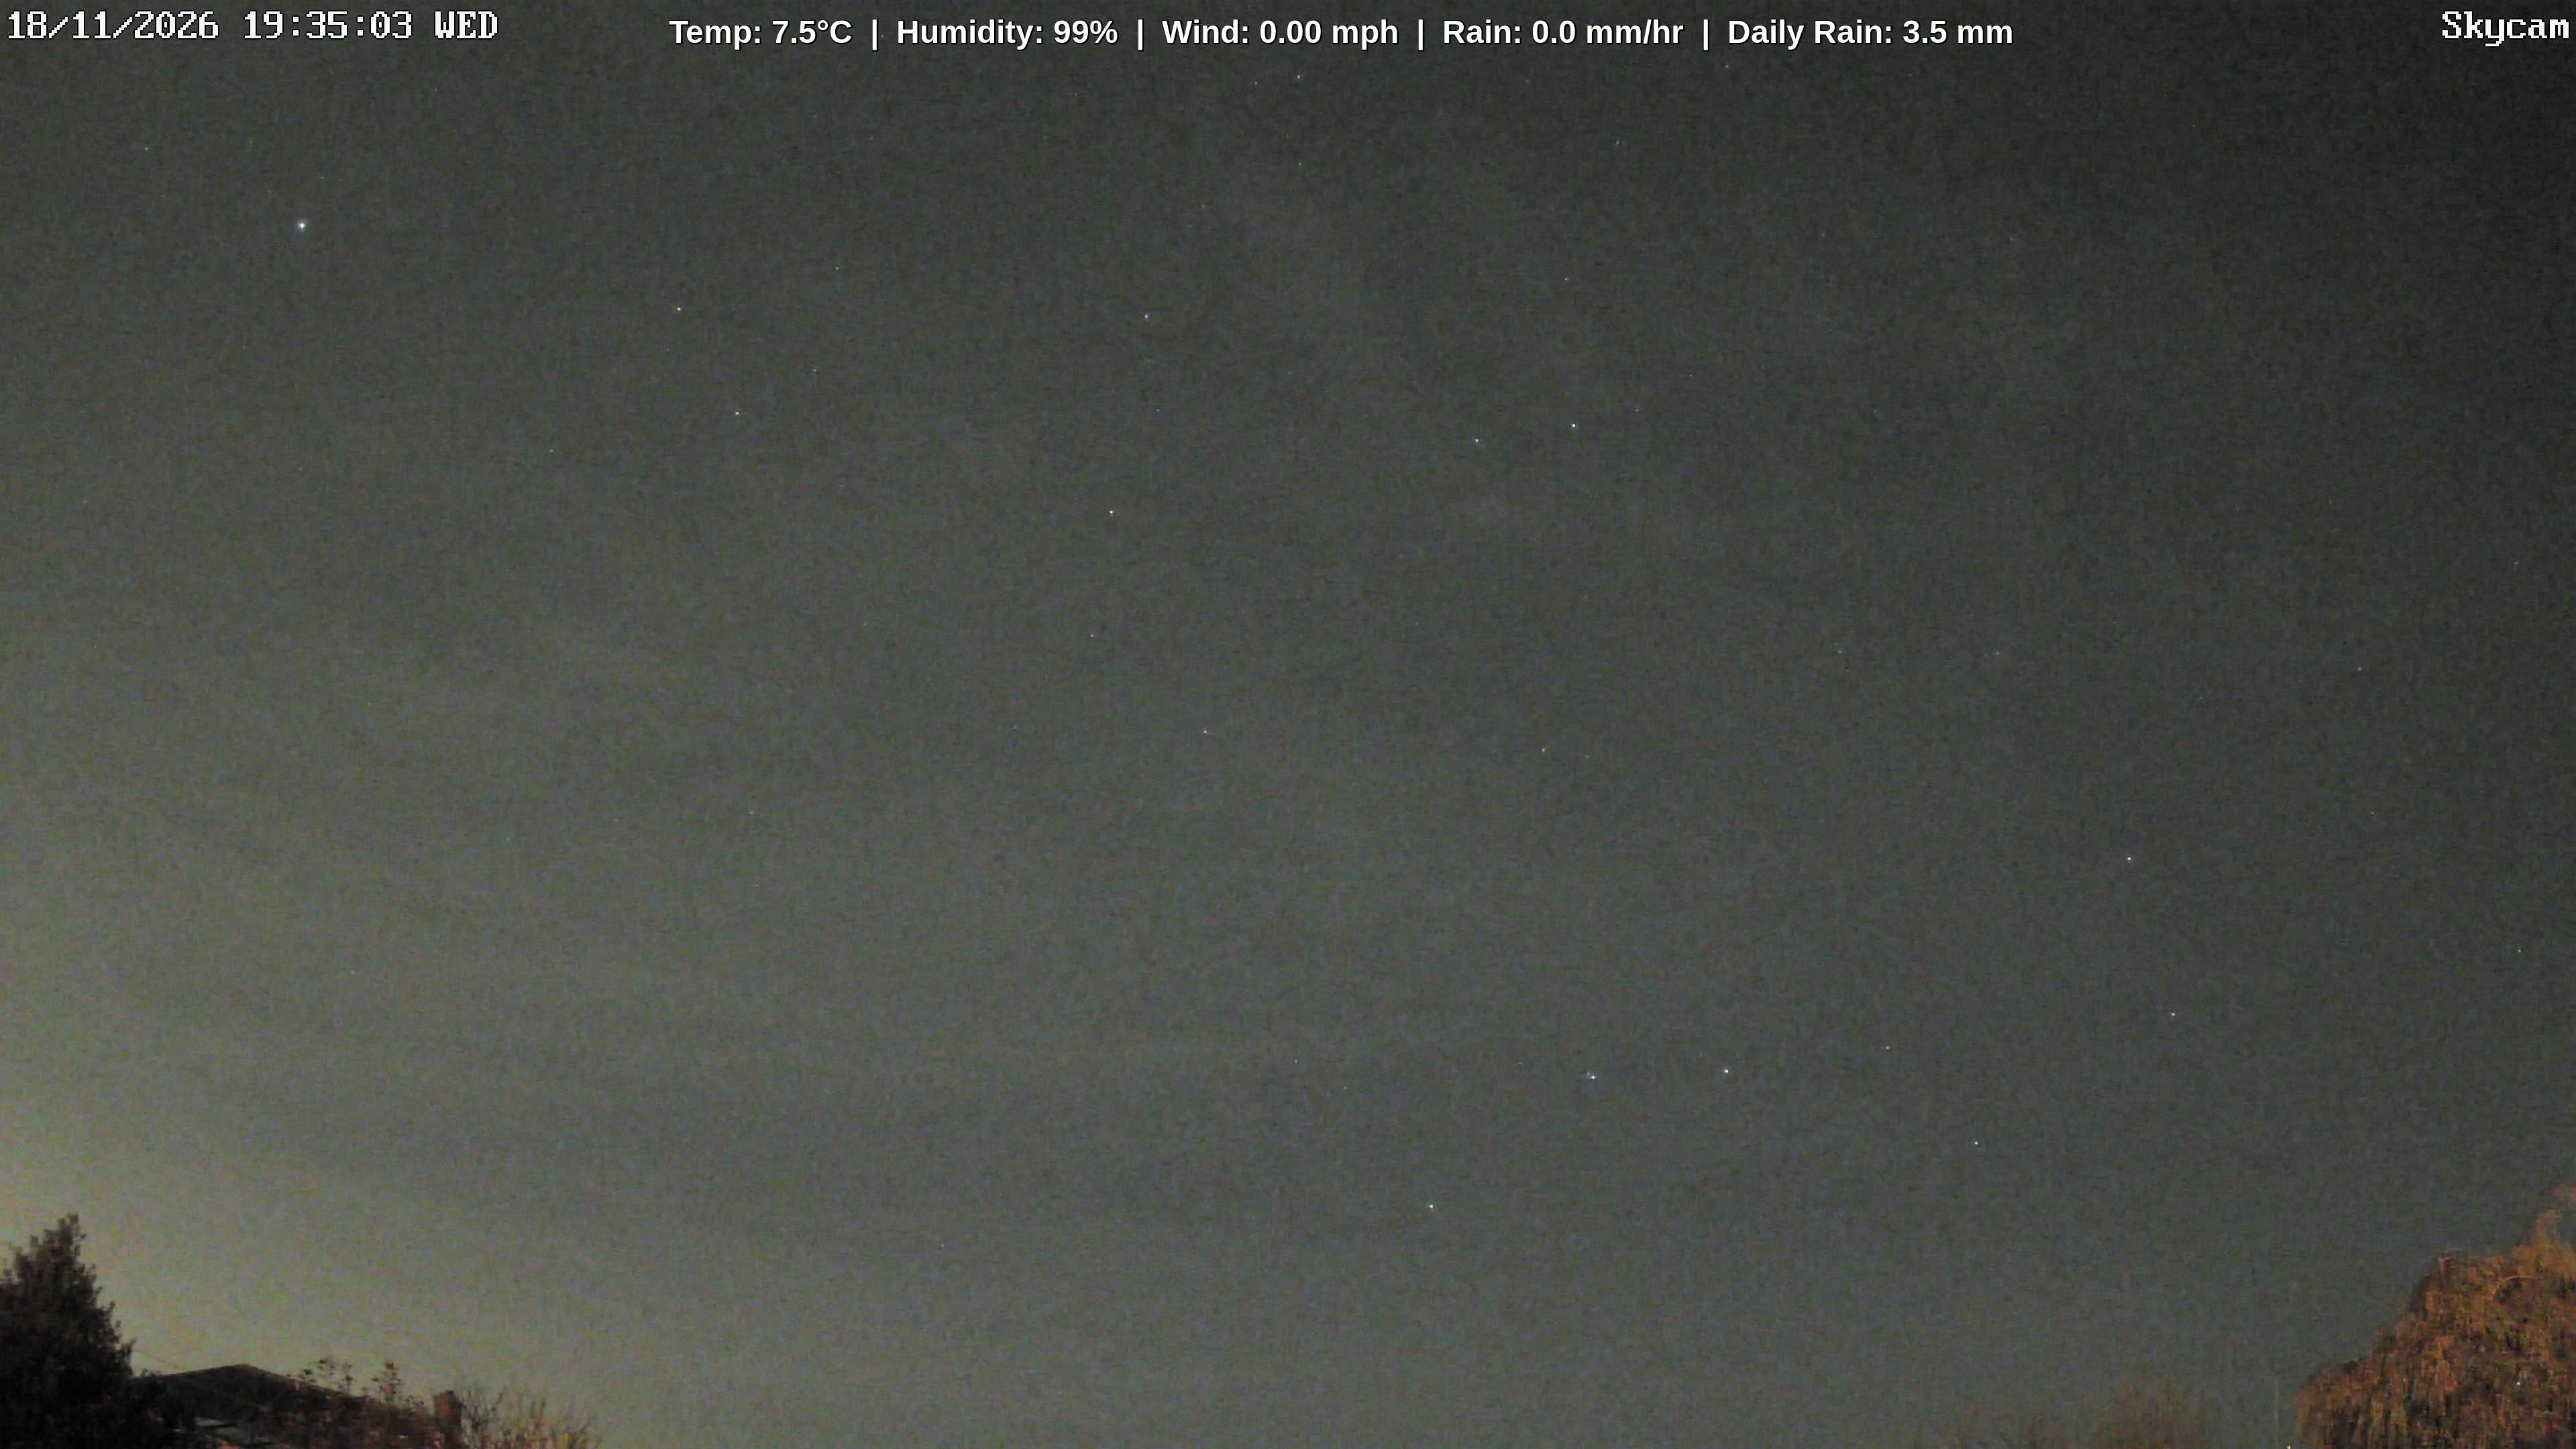 18/11/2026 19:35:03 WED
Temp: 7.5°C | Humidity: 99% | Wind: 0.00 mph | Rain: 0.0 mm/hr | Daily Rain: 3.5 mm
Skycam